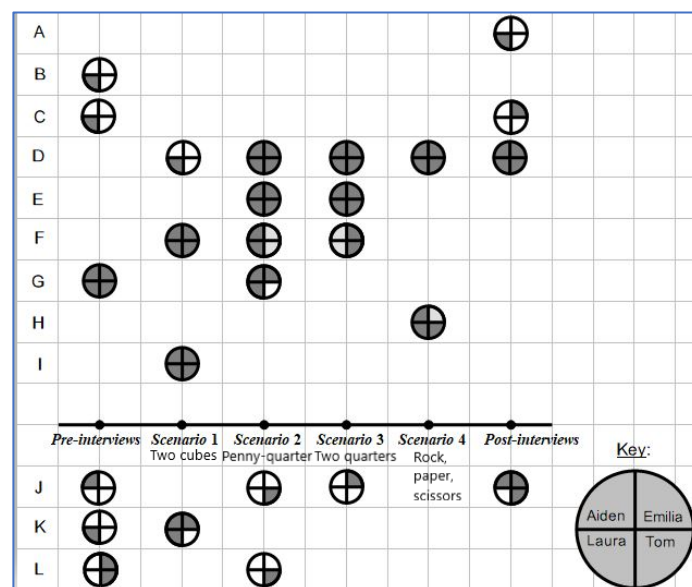 A
B
C
D
E
F
G
H
I
Pre-interviews Scenario 1 Scenario 2 Scenario 3 Scenario 4 Post-interviews
Two cubes Penny-quarter Two quarters Rock,
paper,
scissors
Key:
J
Aiden Emilia
Laura Tom
K
L